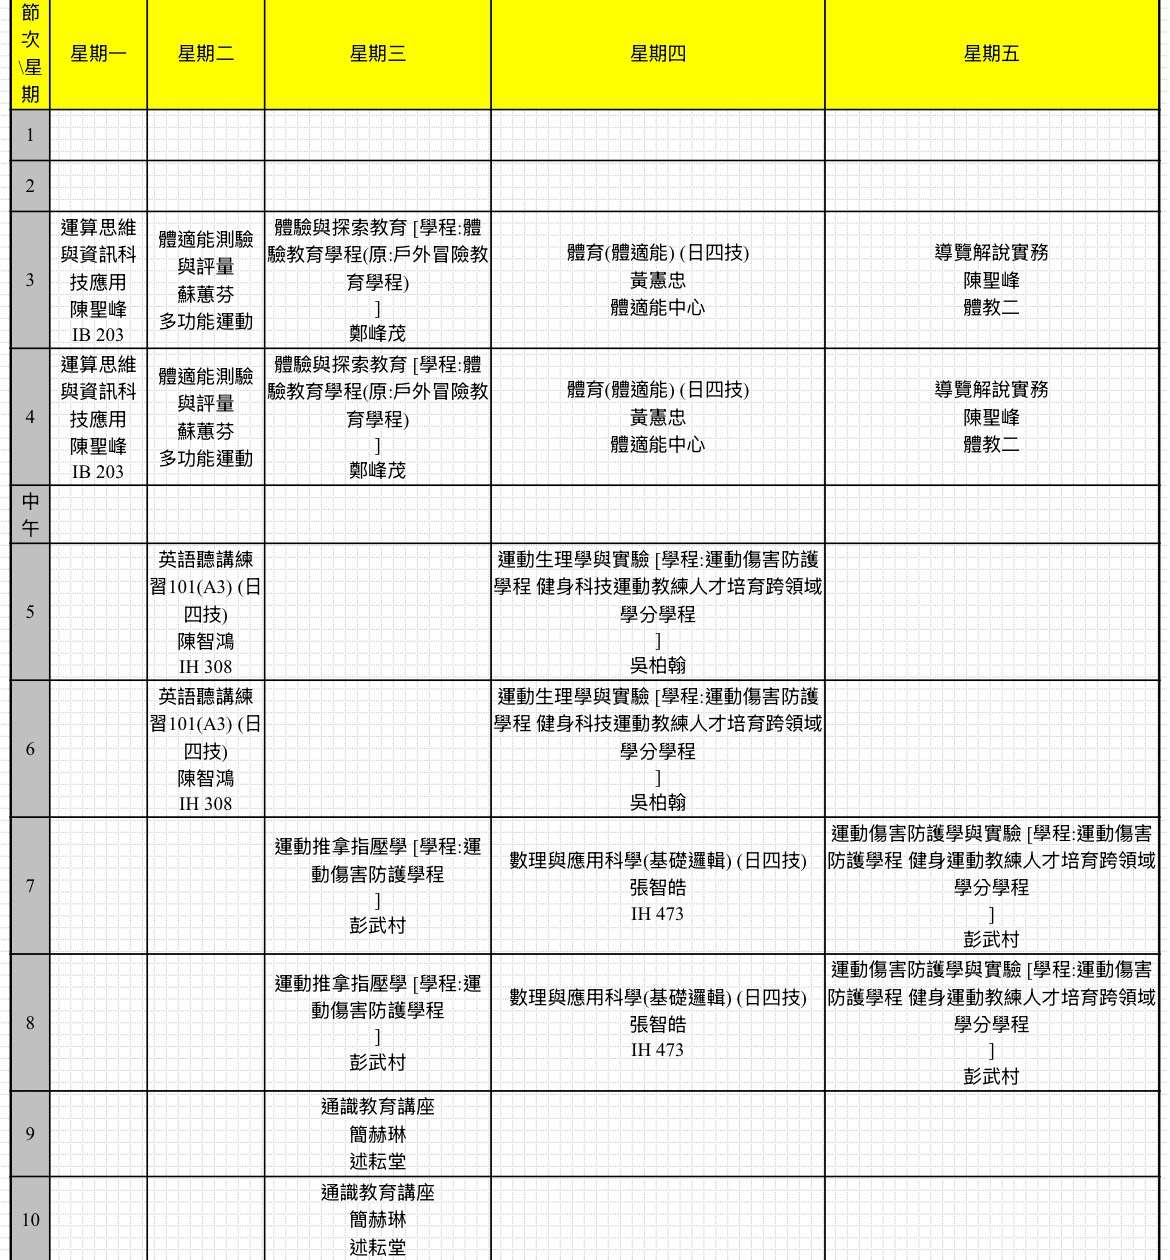 節
次
\星
期
星期一
星期二
星期三
星期四
星期五
1
2
3
運算思維
與資訊科
技應用
陳聖峰
IB 203
體適能測驗
與評量
蘇蕙芬
多功能運動
體驗與探索教育 [學程:體
驗教育學程(原:戶外冒險教
育學程)
]
鄭峰茂
體育(體適能) (日四技)
黃憲忠
體適能中心
導覽解說實務
陳聖峰
體教二
4
運算思維
與資訊科
技應用
陳聖峰
IB 203
體適能測驗
與評量
蘇蕙芬
多功能運動
體驗與探索教育 [學程:體
驗教育學程(原:戶外冒險教
育學程)
]
鄭峰茂
體育(體適能) (日四技)
黃憲忠
體適能中心
導覽解說實務
陳聖峰
體教二
中
午
5
英語聽講練
習101(A3) (日
四技)
陳智鴻
IH 308
運動生理學與實驗 [學程:運動傷害防護
學程 健身科技運動教練人才培育跨領域
學分學程
]
吳柏翰
6
英語聽講練
習101(A3) (日
四技)
陳智鴻
IH 308
運動生理學與實驗 [學程:運動傷害防護
學程 健身科技運動教練人才培育跨領域
學分學程
]
吳柏翰
7
運動推拿指壓學 [學程:運
動傷害防護學程
]
彭武村
數理與應用科學(基礎邏輯) (日四技)
張智皓
IH 473
運動傷害防護學與實驗 [學程:運動傷害
防護學程 健身運動教練人才培育跨領域
學分學程
]
彭武村
8
運動推拿指壓學 [學程:運
動傷害防護學程
]
彭武村
數理與應用科學(基礎邏輯) (日四技)
張智皓
IH 473
運動傷害防護學與實驗 [學程:運動傷害
防護學程 健身運動教練人才培育跨領域
學分學程
]
彭武村
9
通識教育講座
簡赫琳
述耘堂
10
通識教育講座
簡赫琳
述耘堂